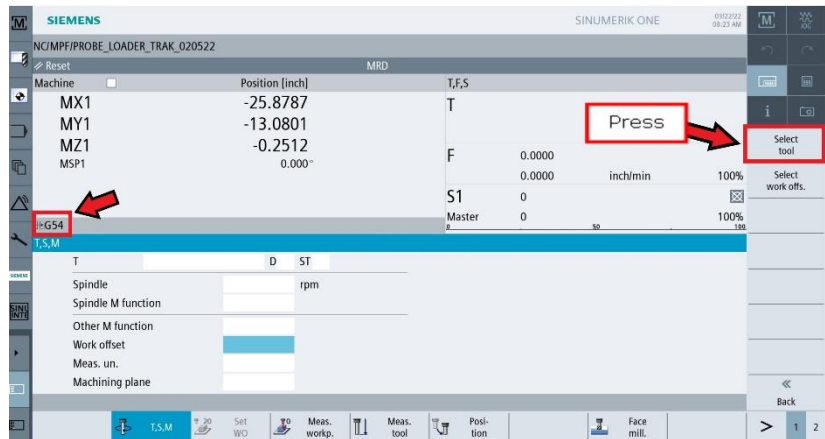 SIEMENS SINUMERIK ONE 03/22/22 08:23 AM
NC/MPF/PROBE_LOADER_TRAK_020522
Reset MRD
Machine Position [inch] T,F,S
MX1 -25.8787
MY1 -13.0801
MZ1 -0.2512
MSP1 0.000°
G54
T
F 0.0000
0.0000 inch/min 100%
S1 0
Master 0 100%
0 50 100
Press
Select
tool
Select
work offs.
T,S,M
T D ST
Spindle rpm
Spindle M function
Other M function
Work offset
Meas. un.
Machining plane
«
Back
T,S,M
Set
WO
Meas.
workp.
Meas.
tool
Posi-
tion
Face
mill.
> 1 2
M
M
JOG
i
SIEMENS